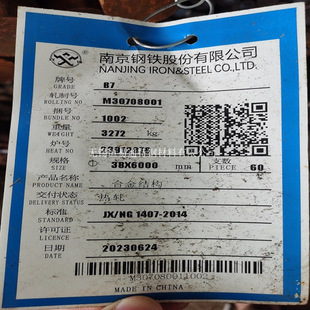 南京钢铁股份有限公司
NANJING IRON&STEEL CO.,LTD.
牌号
GRADE
B7
轧制号
ROLLING NO
M30708001
捆号
BUNDLE NO
1002
重量
WEIGHT
3272 kg
炉号
HEAT NO
规格
SIZE
Φ 38X6000 mm
支数
PIECE
60
产品名称
PRODUCT NAME
合金结构
交付状态
DELIVERY STATUS
热轧
标准
STANDARD
JX/NG 1407-2014
许可证
LICENCE
日期
DATE
20230624
M307080011002
MADE IN CHINA